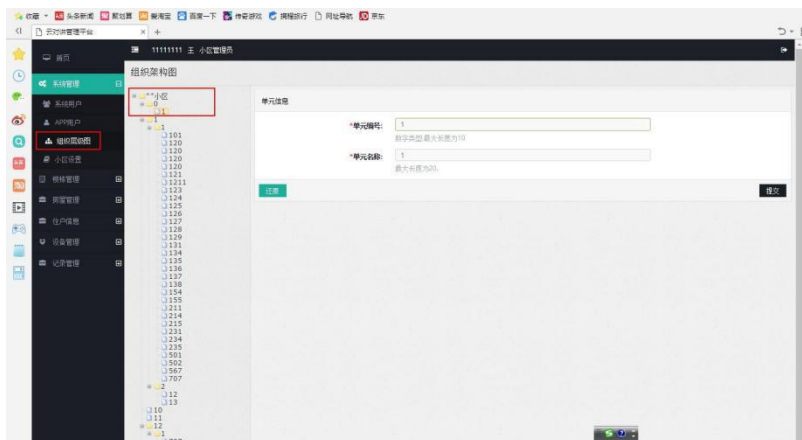 收藏 头条新闻 聚划算 爱淘宝 百度一下 传奇游戏 携程旅行 网址导航 京东
云对讲管理平台
首页
11111111 王 小区管理员
组织架构图
系统管理
系统用户
APP用户
组织层级图
小区设置
楼栋管理
房屋管理
住户信息
设备管理
记录管理
**小区
0
1
1
1
101
120
120
120
120
121
1211
123
124
125
126
127
128
129
131
134
135
136
137
138
154
155
211
214
215
231
234
235
501
502
567
707
2
12
13
10
11
12
1
单元信息
*单元编号: 1
数字类型,最大长度为10.
*单元名称: 1
最大长度为20.
还原
提交